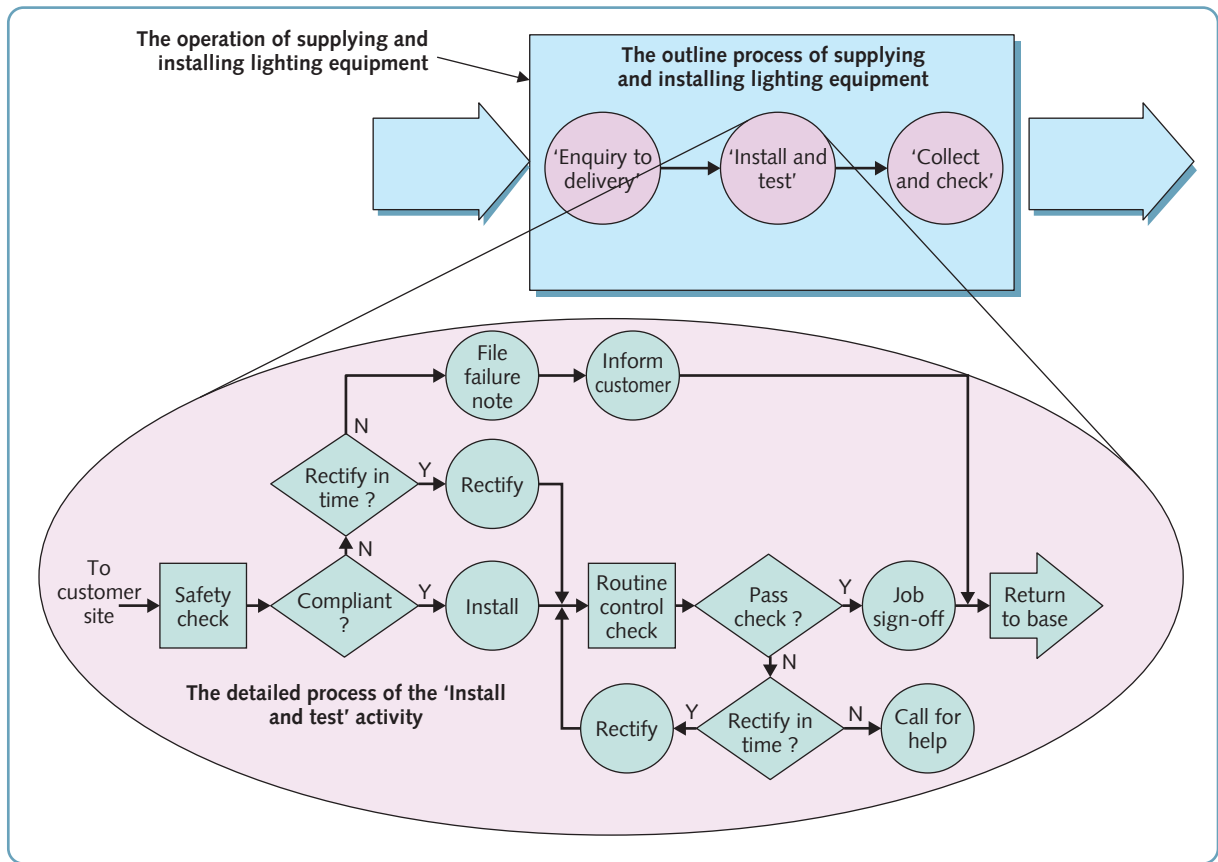 The operation of supplying and
installing lighting equipment
The outline process of supplying
and installing lighting equipment
‘Enquiry to
delivery’
‘Install and
test’
‘Collect
and check’
File
failure
note
Inform
customer
N
Rectify in
time ?
Y
Rectify
N
To
customer
site
Safety
check
Compliant
?
Y
Install
Routine
control
check
Pass
check ?
Y
Job
sign-off
Return
to base
N
The detailed process of the ‘Install
and test’ activity
Rectify
Y
Rectify in
time ?
N
Call for
help